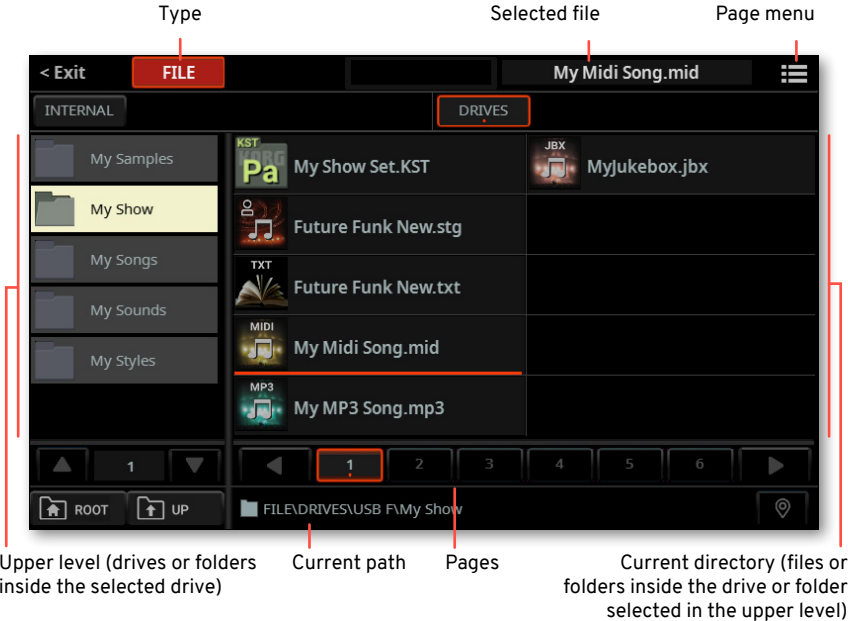 Type
Selected file
Page menu
< Exit
FILE
My Midi Song.mid
INTERNAL
DRIVES
My Samples
My Show
My Songs
My Sounds
My Styles
KST
KORG
Pa
My Show Set.KST
JBX
MyJukebox.jbx
Future Funk New.stg
TXT
Future Funk New.txt
MIDI
My Midi Song.mid
MP3
My MP3 Song.mp3
1
1
2
3
4
5
6
ROOT
UP
FILE\DRIVES\USB F\My Show
Upper level (drives or folders
inside the selected drive)
Current path
Pages
Current directory (files or
folders inside the drive or folder
selected in the upper level)